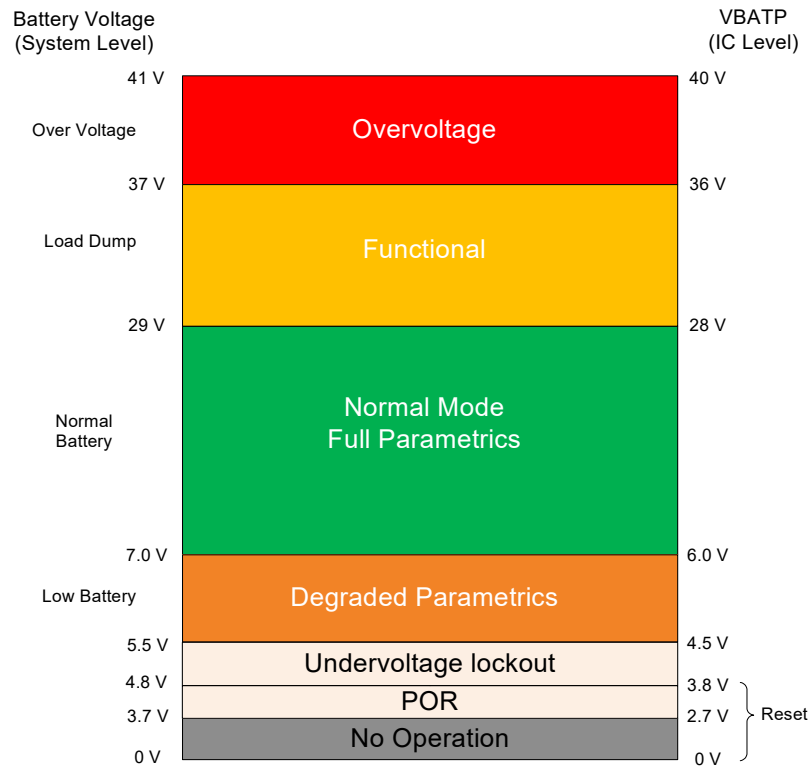 Battery Voltage
(System Level)
VBATP
(IC Level)
41 V
40 V
Over Voltage
Overvoltage
37 V
36 V
Load Dump
Functional
29 V
28 V
Normal
Battery
Normal Mode
Full Parametrics
7.0 V
6.0 V
Low Battery
Degraded Parametrics
5.5 V
4.5 V
Undervoltage lockout
4.8 V
3.8 V
POR
Reset
3.7 V
2.7 V
No Operation
0 V
0 V